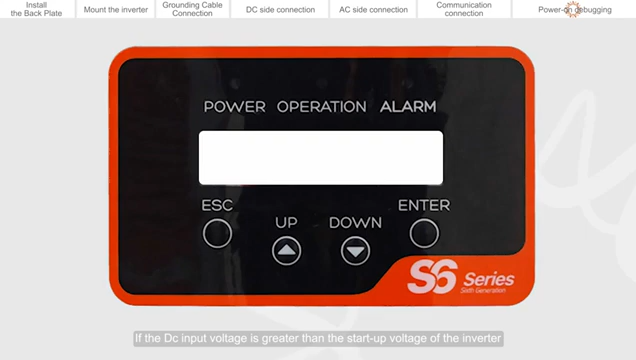 Install
the Back Plate
Mount the inverter
Grounding Cable
Connection
DC side connection
AC side connection
Communication
connection
Power-on debugging
POWER OPERATION ALARM
ESC
UP
DOWN
ENTER
S6 Series
Sixth Generation
If the Dc input voltage is greater than the start-up voltage of the inverter